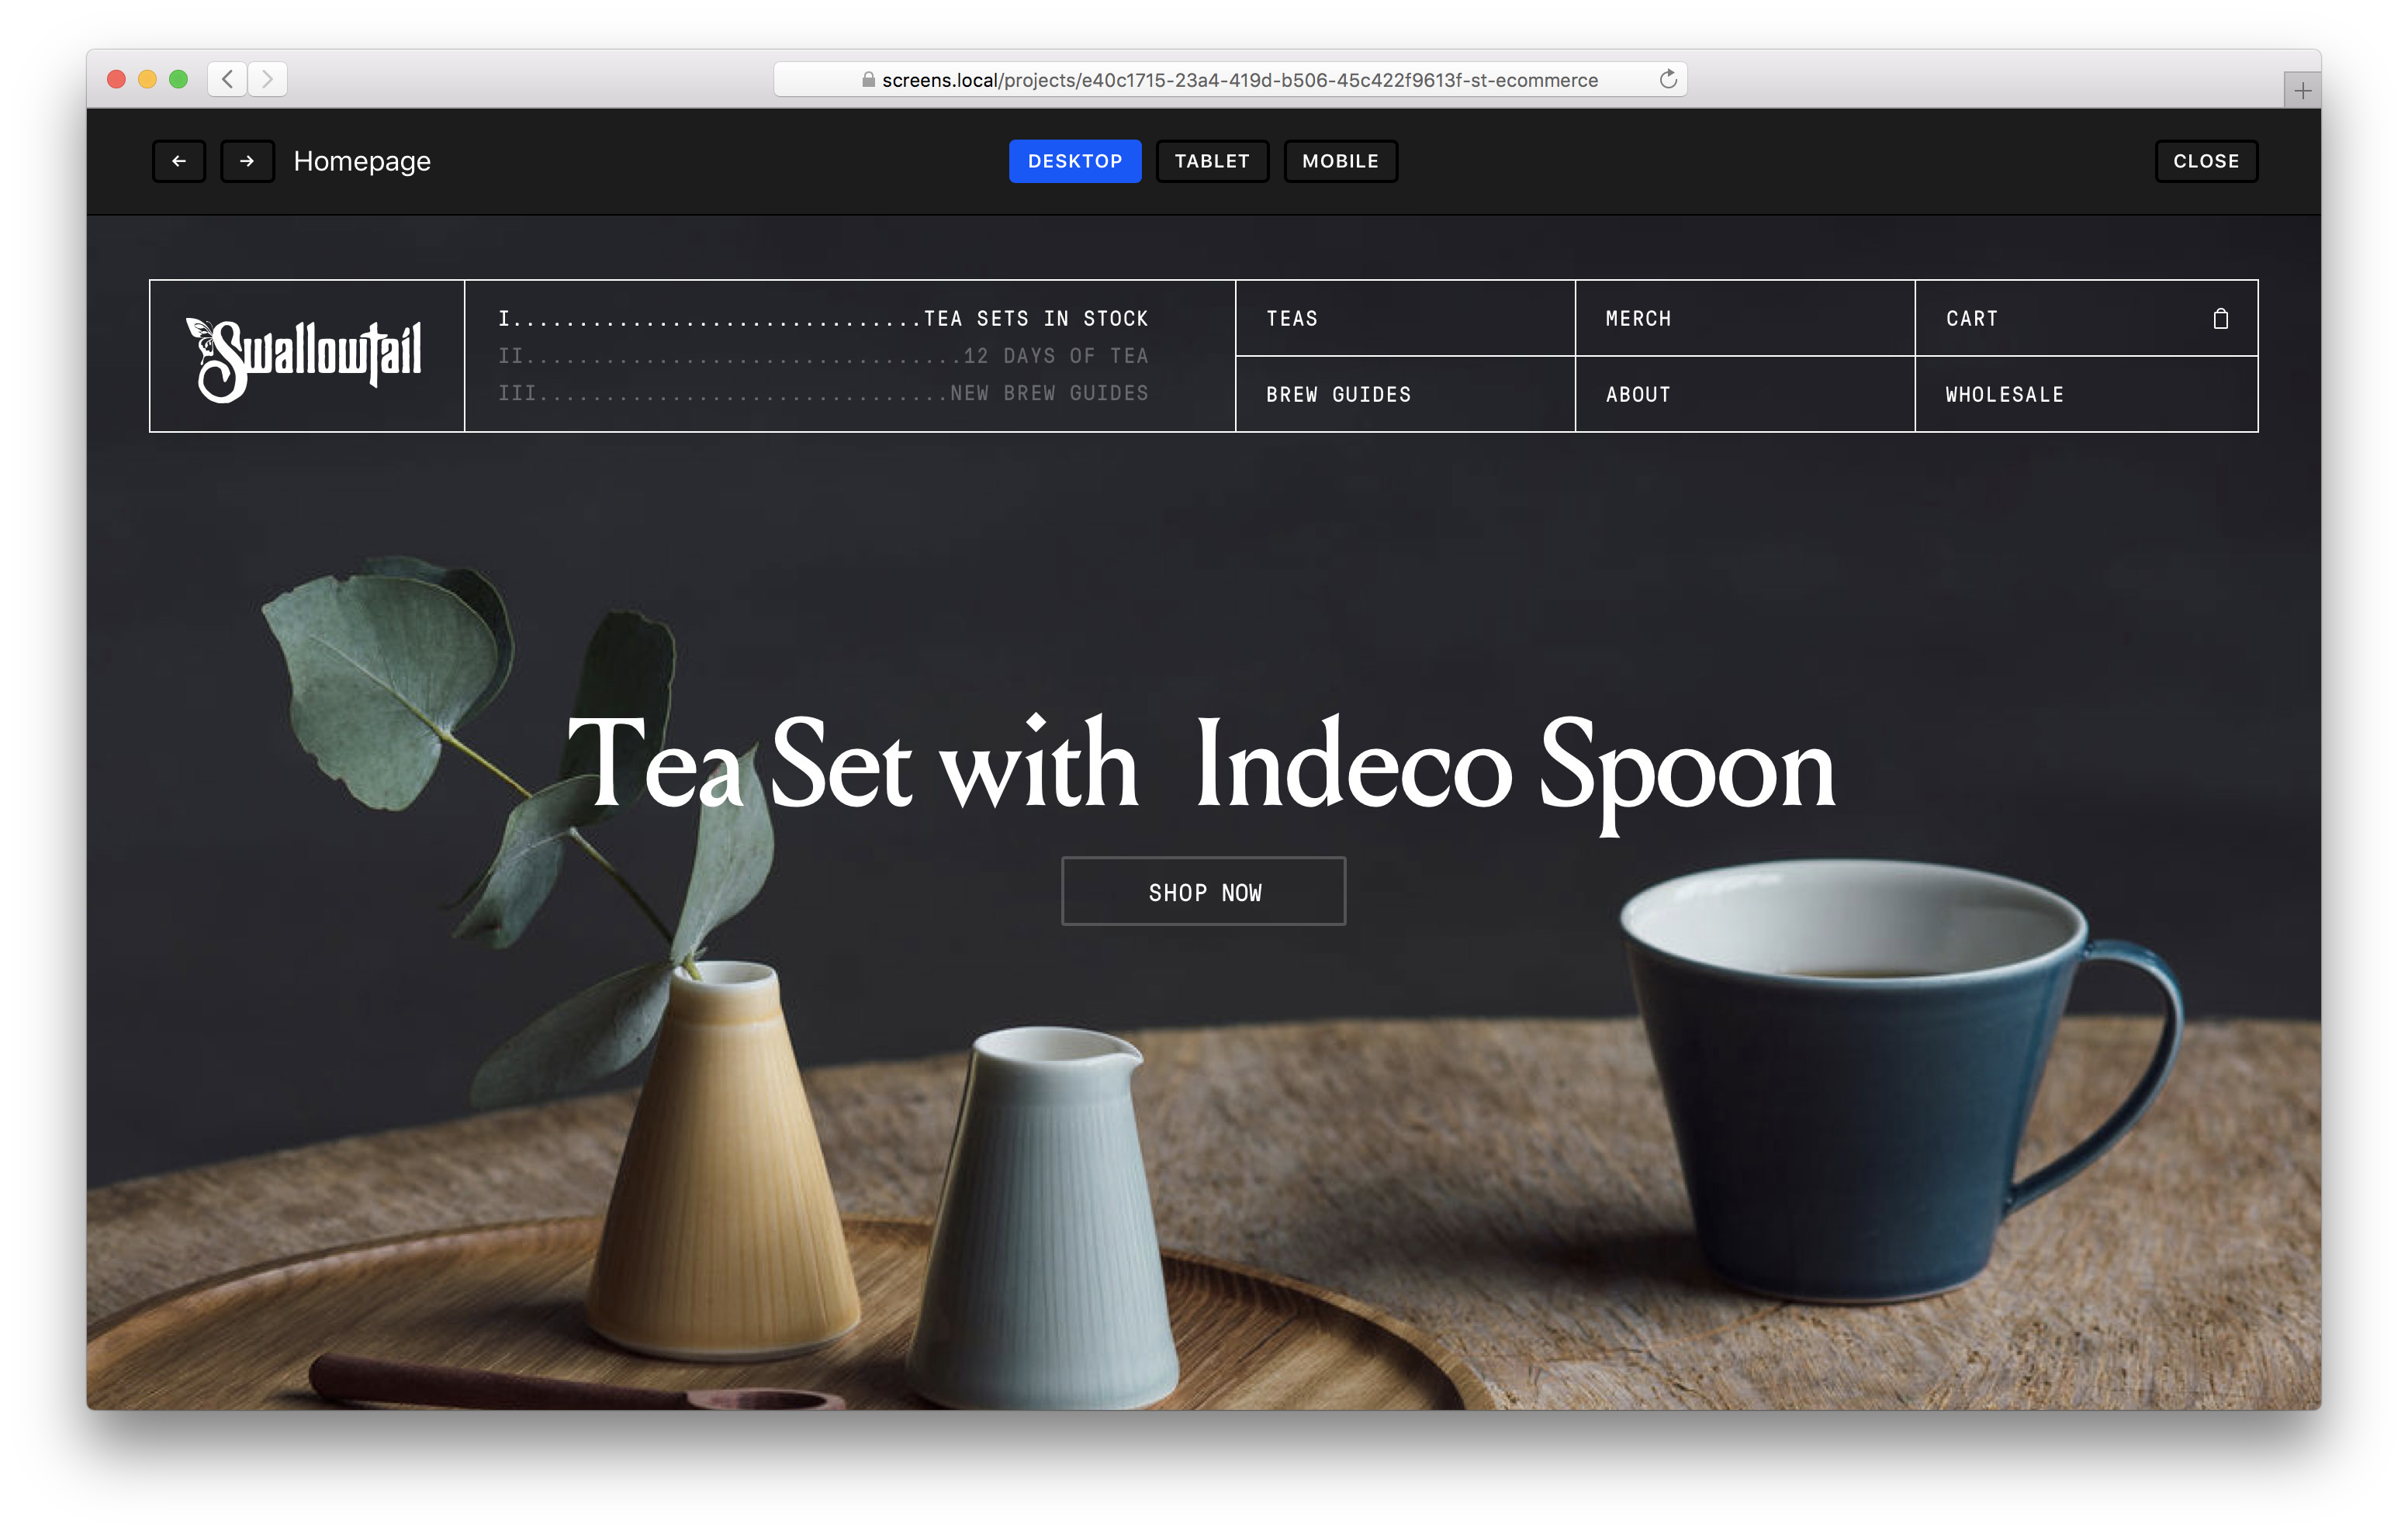 screens.local/projects/e40c1715-23a4-419d-b506-45c422f9613f-st-ecommerce
Homepage
DESKTOP
TABLET
MOBILE
CLOSE
Swallowtail
I...............................TEA SETS IN STOCK
II.................................12 DAYS OF TEA
III...............................NEW BREW GUIDES
TEAS
MERCH
CART
BREW GUIDES
ABOUT
WHOLESALE
Tea Set with Indeco Spoon
SHOP NOW